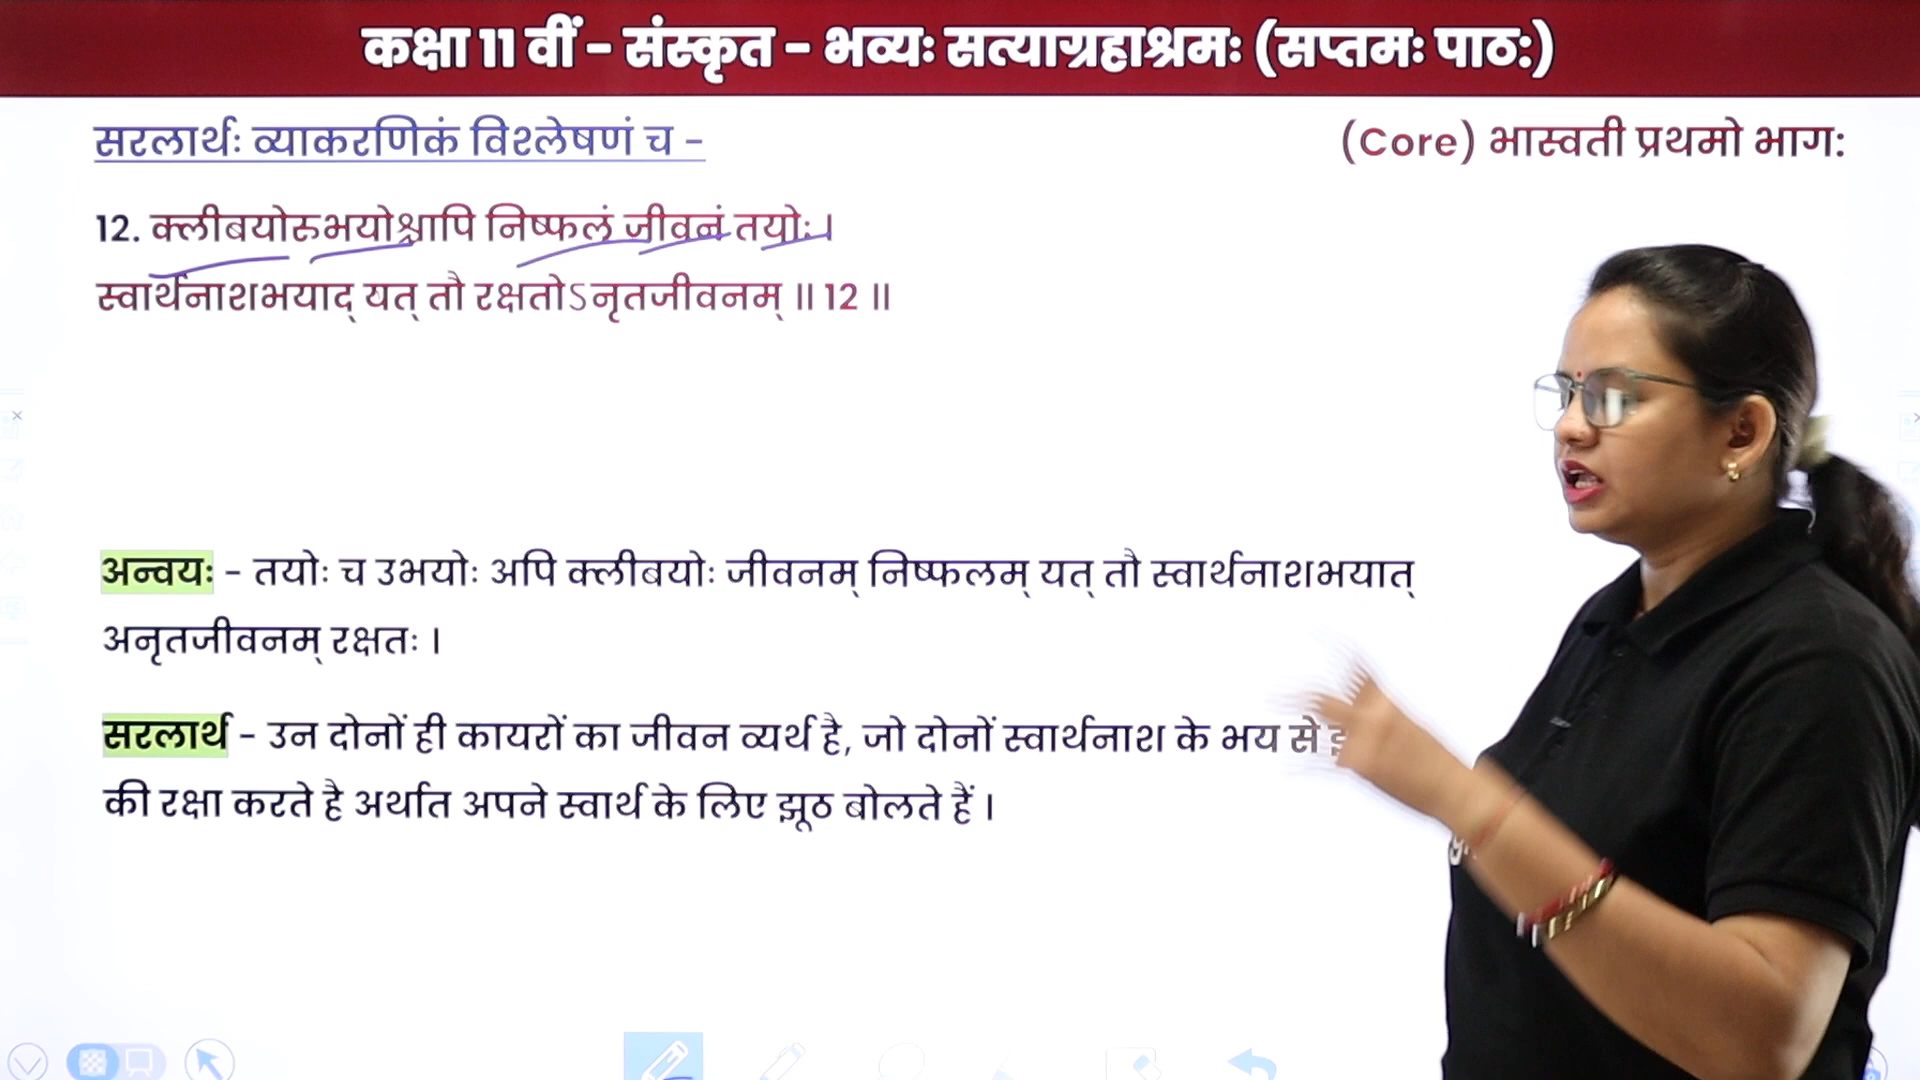 कक्षा 11 वीं - संस्कृत - भव्यः सत्याग्रहाश्रमः (सप्तमः पाठः)
सरलार्थः व्याकरणिकं विश्लेषणं च -
(Core) भास्वती प्रथमो भागः
12. क्लीबयोरुभयोश्चापि निष्फलं जीवनं तयोः ।
स्वार्थनाशभयाद् यत् तौ रक्षतोऽनृतजीवनम् ॥ 12 ॥
अन्वयः - तयोः च उभयोः अपि क्लीबयोः जीवनम् निष्फलम् यत् तौ स्वार्थनाशभयात्
अनृतजीवनम् रक्षतः ।
सरलार्थ - उन दोनों ही कायरों का जीवन व्यर्थ है, जो दोनों स्वार्थनाश के भय से
की रक्षा करते है अर्थात अपने स्वार्थ के लिए झूठ बोलते हैं ।